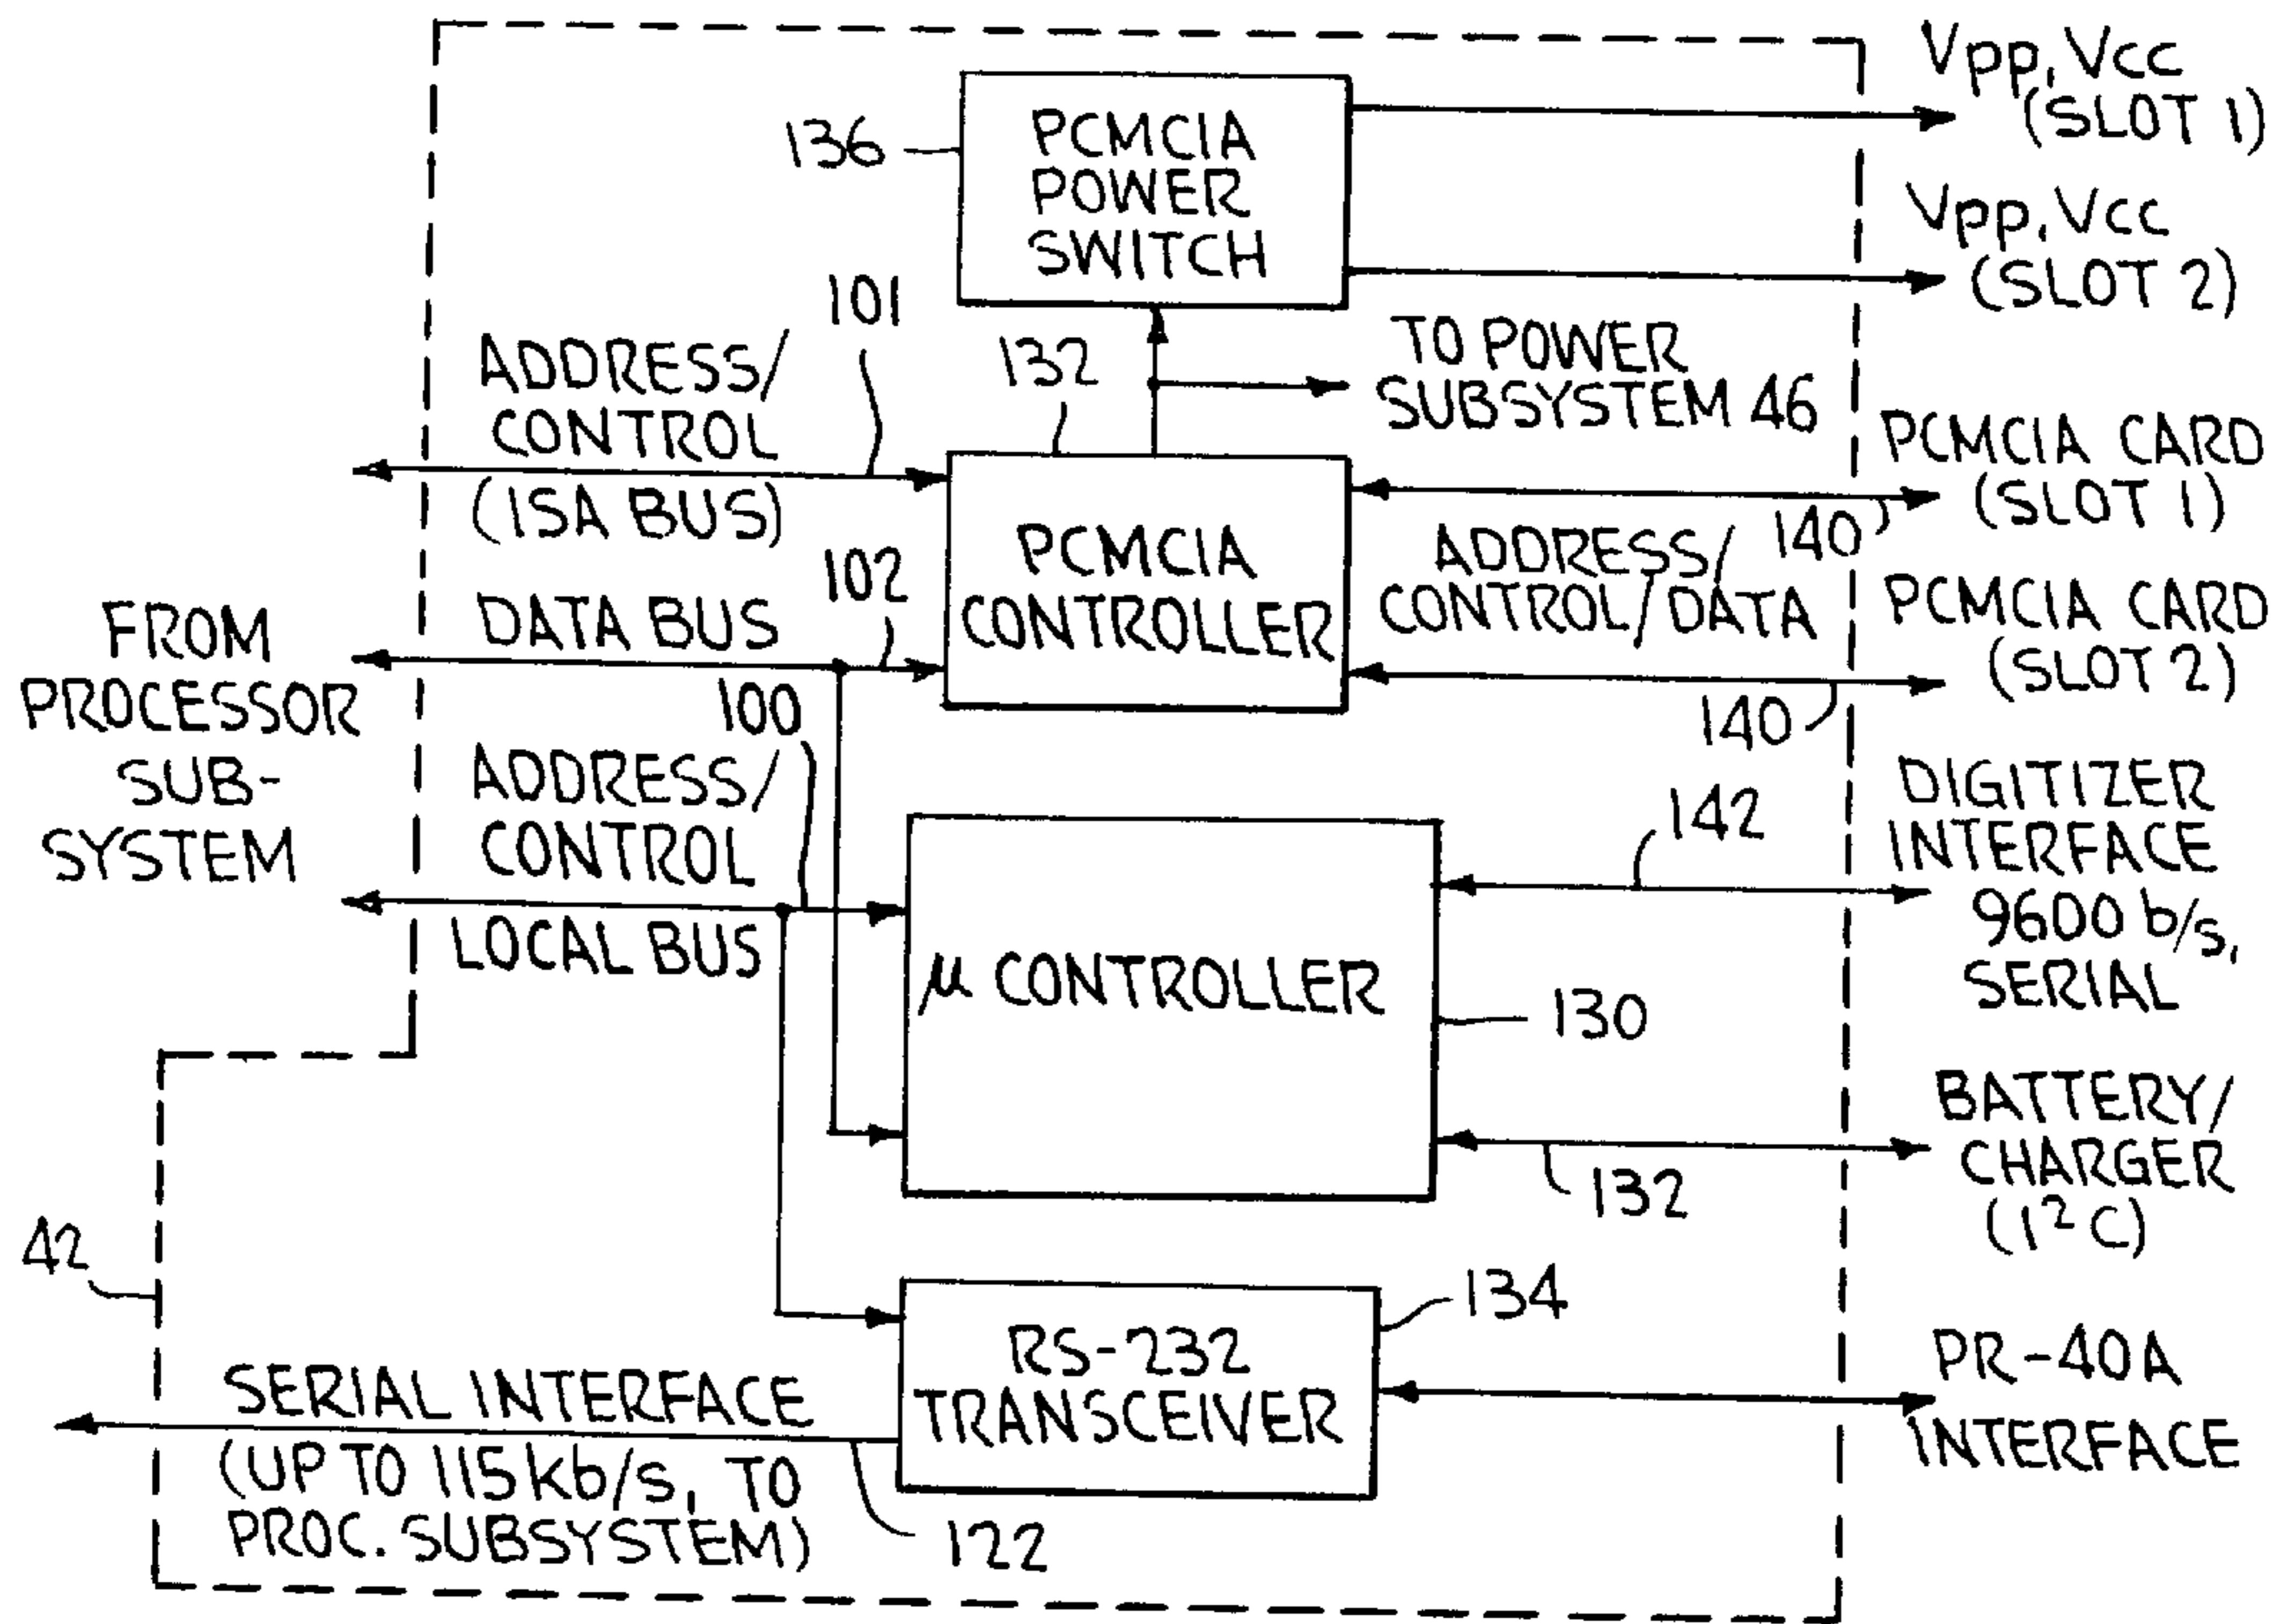 Vpp, Vcc
(SLOT 1)
136
PCMCIA
POWER
SWITCH
Vpp, Vcc
(SLOT 2)
101
ADDRESS/
CONTROL
(ISA BUS)
132
TO POWER
SUBSYSTEM 46
PCMCIA CARD
(SLOT 1)
140
PCMCIA
CONTROLLER
ADDRESS/
CONTROL/DATA
102
DATA BUS
PCMCIA CARD
(SLOT 2)
140
FROM
PROCESSOR
SUB-
SYSTEM
100
ADDRESS/
CONTROL
LOCAL BUS
142
DIGITIZER
INTERFACE
9600 b/s,
SERIAL
μ CONTROLLER
130
BATTERY/
CHARGER
(I²C)
132
42
134
RS-232
TRANSCEIVER
PR-40A
INTERFACE
SERIAL INTERFACE
(UP TO 115kb/s, TO
PROC. SUBSYSTEM)
122